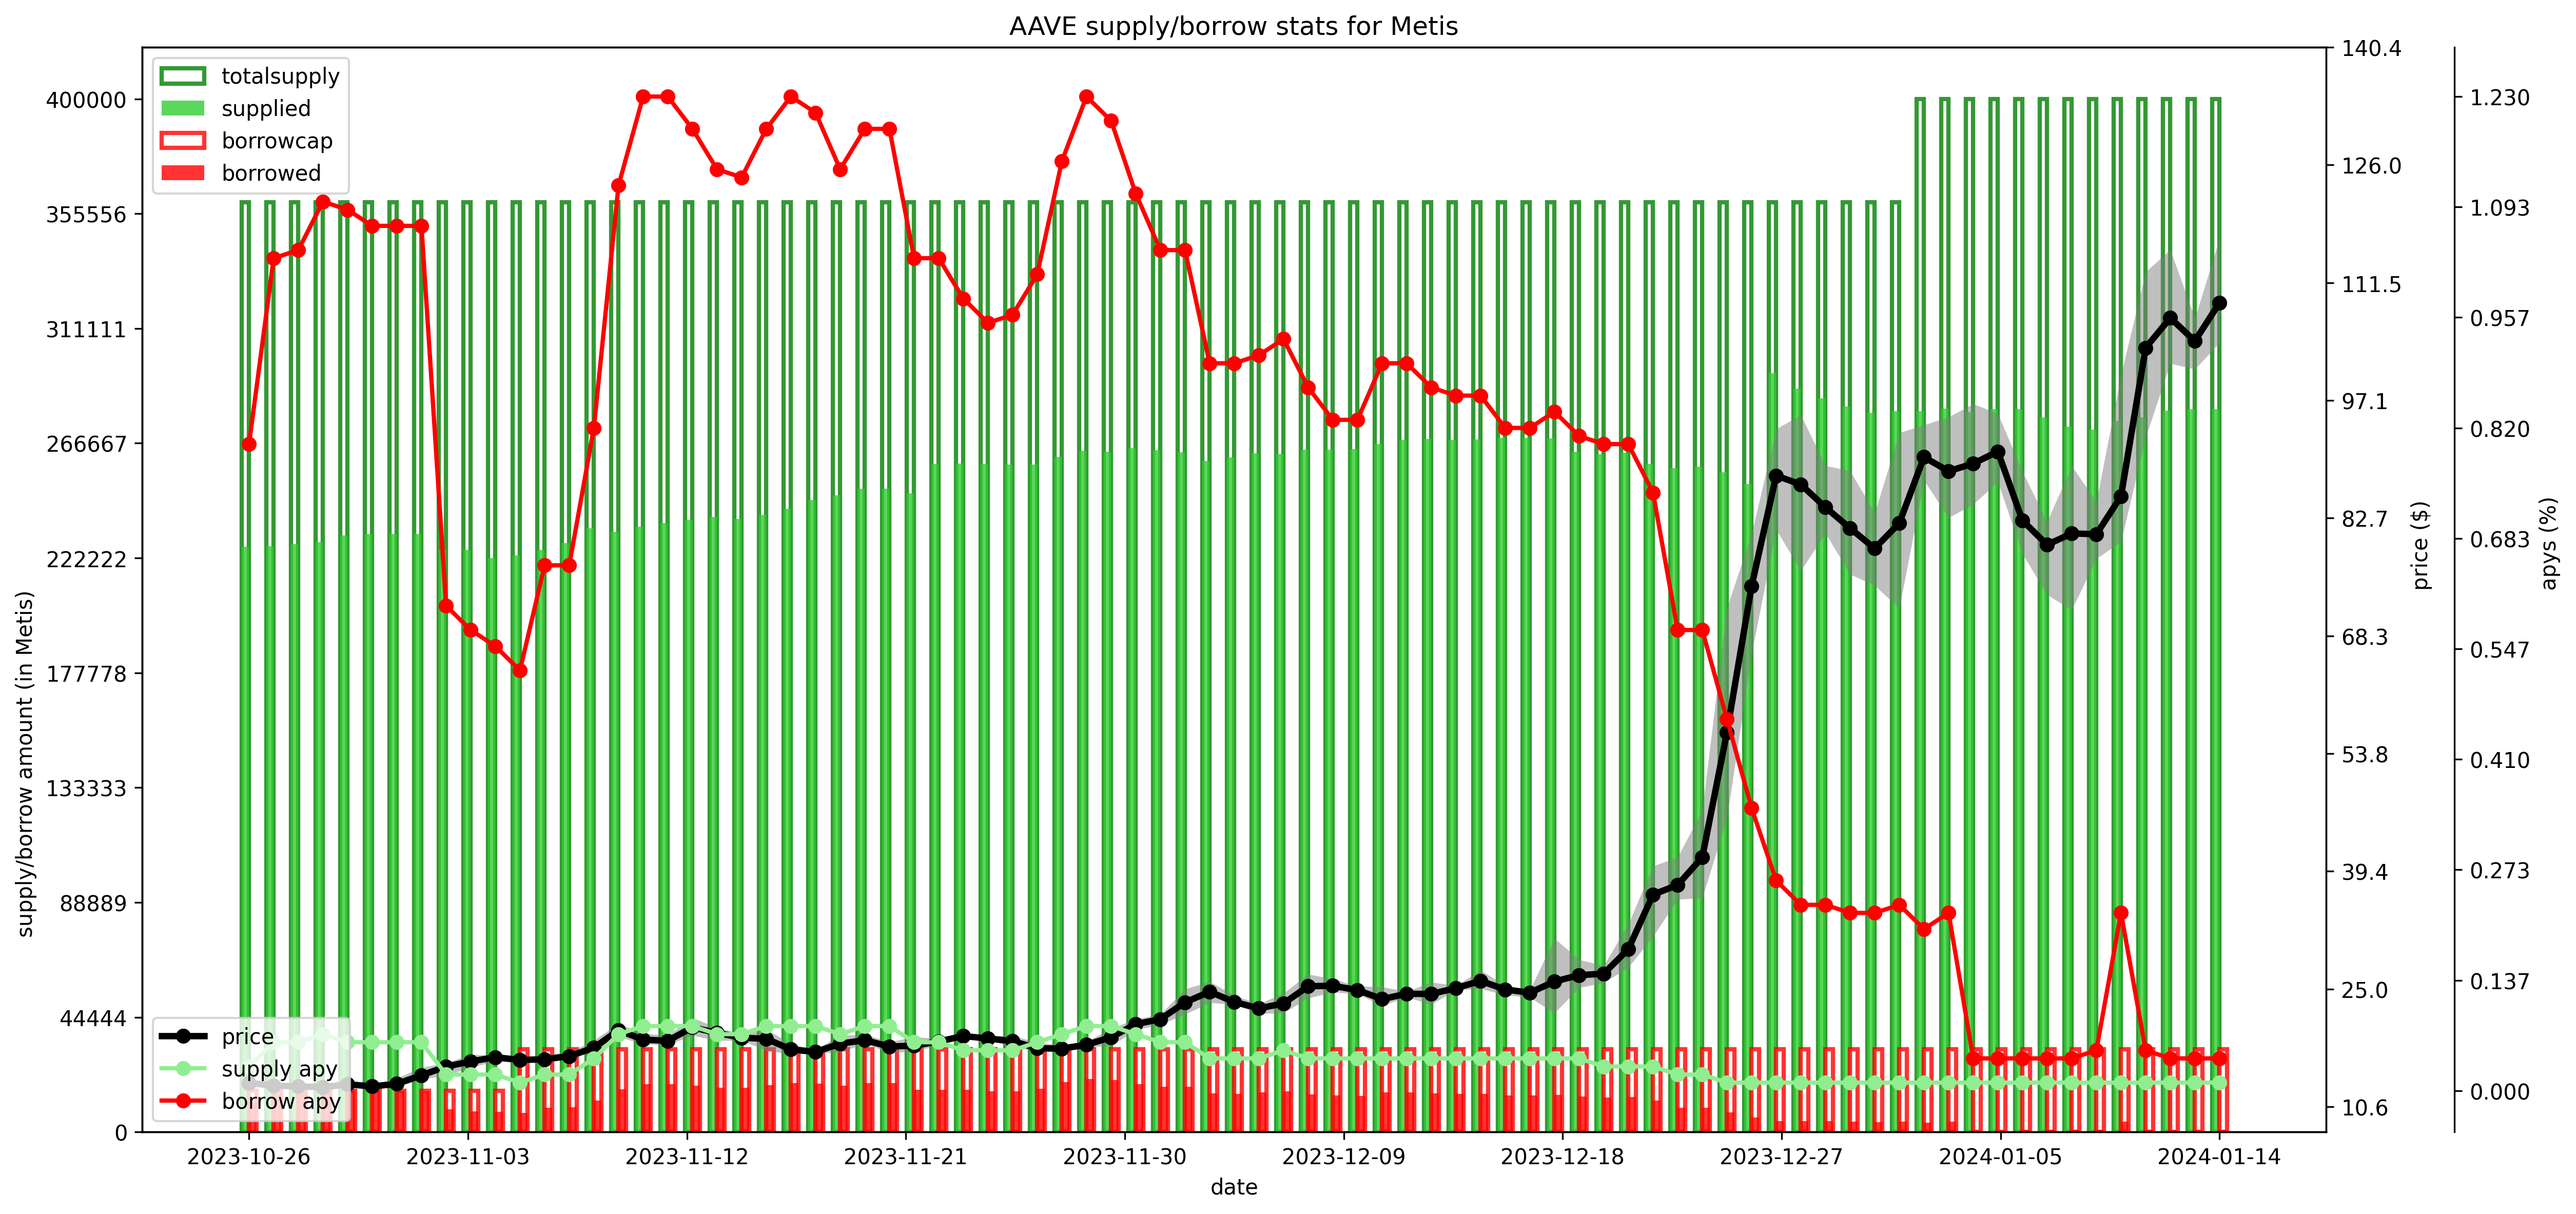 AAVE supply/borrow stats for Metis
totalsupply
supplied
borrowcap
borrowed
price
supply apy
borrow apy
supply/borrow amount (in Metis)
400000
355556
311111
266667
222222
177778
133333
88889
44444
0
140.4
126.0
111.5
97.1
82.7
68.3
53.8
39.4
25.0
10.6
price ($)
1.230
1.093
0.957
0.820
0.683
0.547
0.410
0.273
0.137
0.000
apys (%)
2023-10-26 2023-11-03 2023-11-12 2023-11-21 2023-11-30 2023-12-09 2023-12-18 2023-12-27 2024-01-05 2024-01-14
date